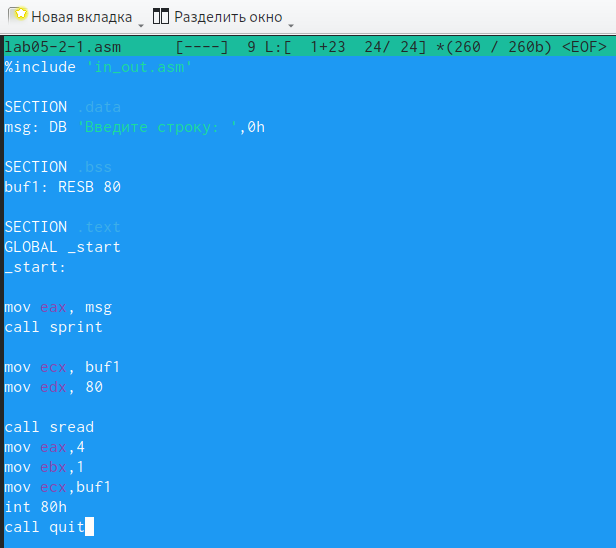 Новая вкладка Разделить окно
lab05-2-1.asm [----] 9 L:[ 1+23 24/ 24] *(260 / 260b) <EOF>
%include 'in_out.asm'
SECTION .data
msg: DB 'Введите строку: ',0h
SECTION .bss
buf1: RESB 80
SECTION .text
GLOBAL _start
_start:
mov eax, msg
call sprint
mov ecx, buf1
mov edx, 80
call sread
mov eax,4
mov ebx,1
mov ecx,buf1
int 80h
call quit